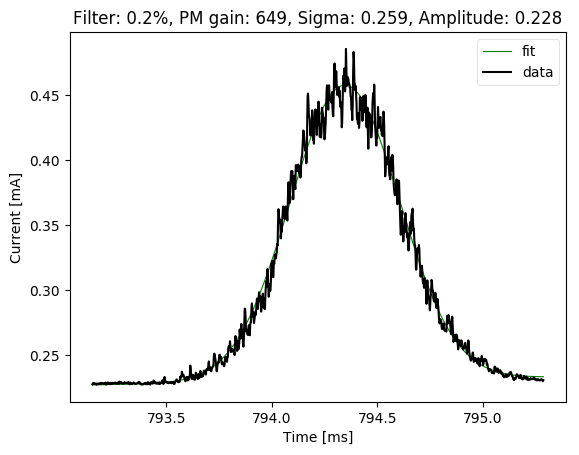 Filter: 0.2%, PM gain: 649, Sigma: 0.259, Amplitude: 0.228
fit
data
0.45
0.40
0.35
0.30
0.25
Current [mA]
793.5 794.0 794.5 795.0
Time [ms]